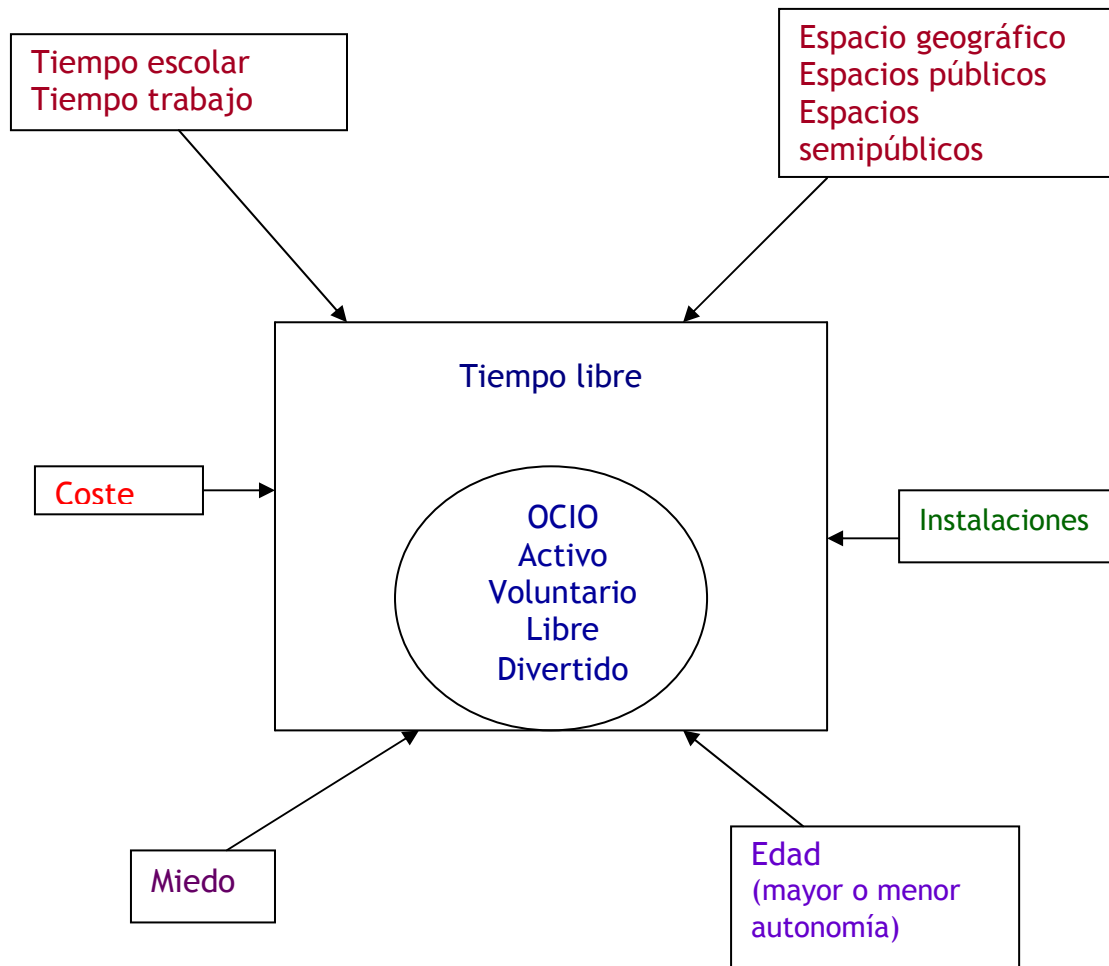 Tiempo escolar
Tiempo trabajo
Espacio geográfico
Espacios públicos
Espacios
semipúblicos
Tiempo libre
Coste
OCIO
Activo
Voluntario
Libre
Divertido
Instalaciones
Miedo
Edad
(mayor o menor
autonomía)